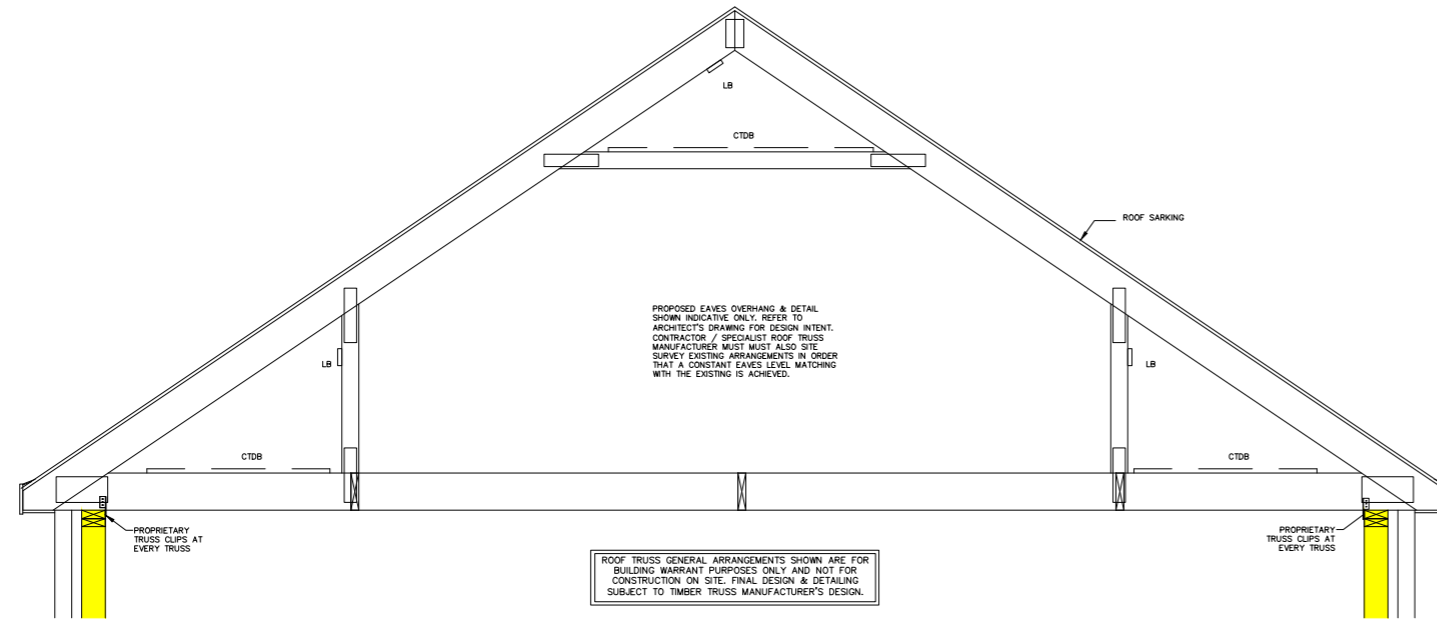 LB
CTDB
ROOF SARKING
PROPOSED EAVES OVERHANG & DETAIL
SHOWN INDICATIVE ONLY. REFER TO
ARCHITECT'S DRAWING FOR DESIGN INTENT.
CONTRACTOR / SPECIALIST ROOF TRUSS
MANUFACTURER MUST MUST ALSO SITE
SURVEY EXISTING ARRANGEMENTS IN ORDER
THAT A CONSTANT EAVES LEVEL MATCHING
WITH THE EXISTING IS ACHIEVED.
LB
LB
CTDB
CTDB
PROPRIETARY
TRUSS CLIPS AT
EVERY TRUSS
PROPRIETARY
TRUSS CLIPS AT
EVERY TRUSS
ROOF TRUSS GENERAL ARRANGEMENTS SHOWN ARE FOR
BUILDING WARRANT PURPOSES ONLY AND NOT FOR
CONSTRUCTION ON SITE. FINAL DESIGN & DETAILING
SUBJECT TO TIMBER TRUSS MANUFACTURER'S DESIGN.